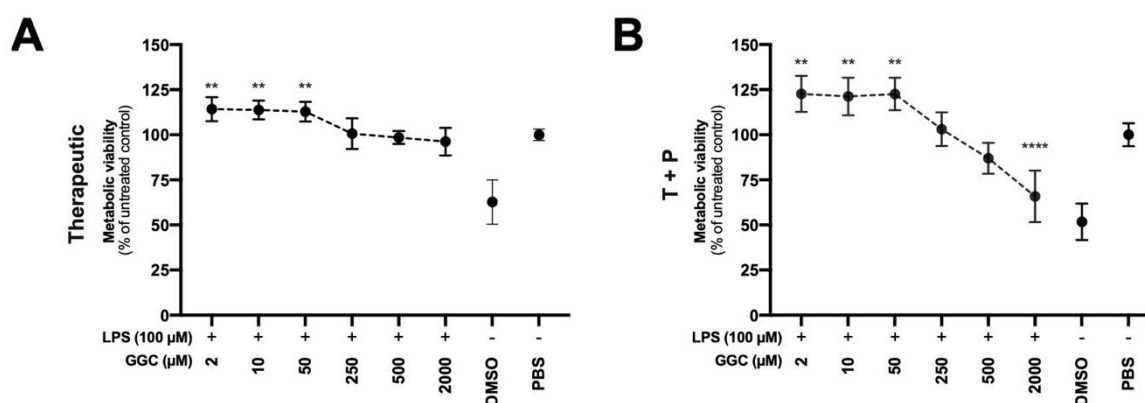 A
Therapeutic
Metabolic viability
(% of untreated control)
150
125
100
75
50
25
0
** ** **
LPS (100 µM) + + + + + + - -
GGC (µM) 2 10 50 250 500 2000 DMSO PBS
B
T + P
Metabolic viability
(% of untreated control)
150
125
100
75
50
25
0
** ** ** ****
LPS (100 µM) + + + + + + - -
GGC (µM) 2 10 50 250 500 2000 DMSO PBS